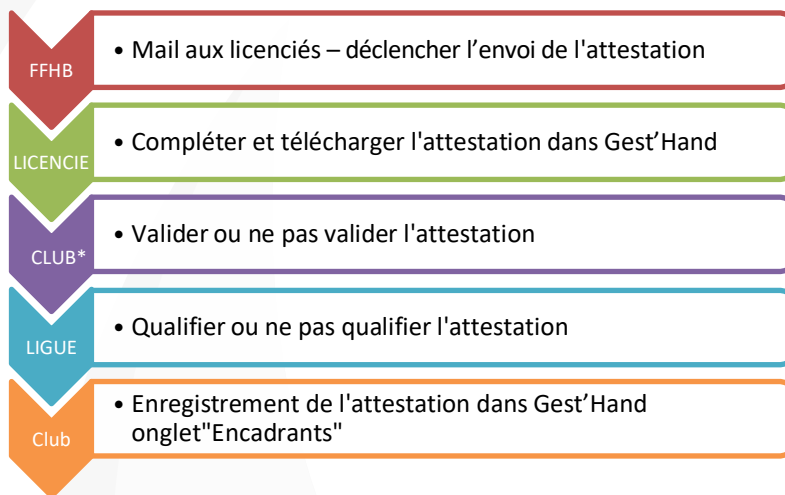 FFHB
• Mail aux licenciés – déclencher l’envoi de l'attestation
LICENCIE
• Compléter et télécharger l'attestation dans Gest’Hand
CLUB*
• Valider ou ne pas valider l'attestation
LIGUE
• Qualifier ou ne pas qualifier l'attestation
Club
• Enregistrement de l'attestation dans Gest’Hand
onglet"Encadrants"